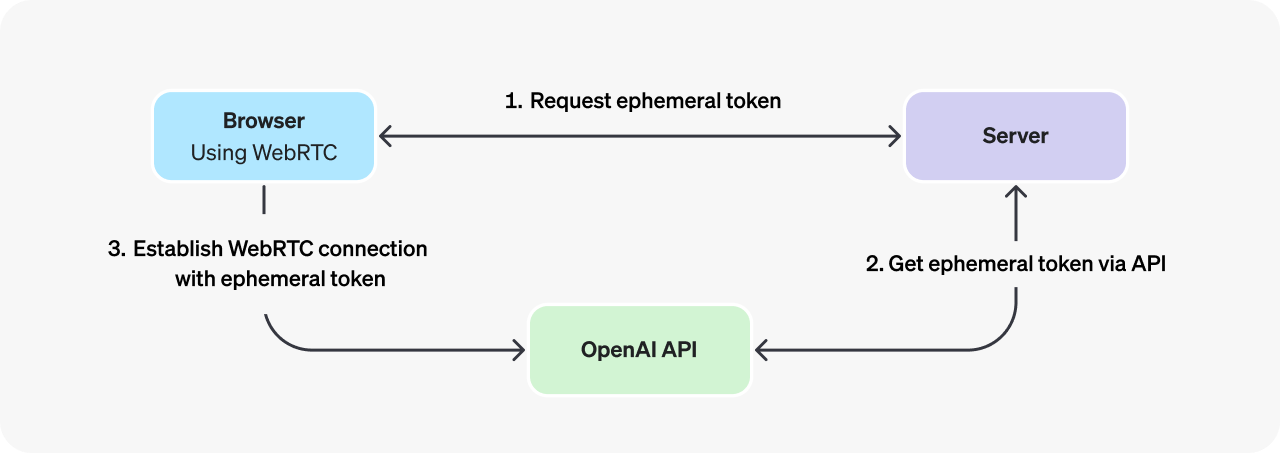 1. Request ephemeral token
Browser
Using WebRTC
Server
3. Establish WebRTC connection
with ephemeral token
2. Get ephemeral token via API
OpenAI API